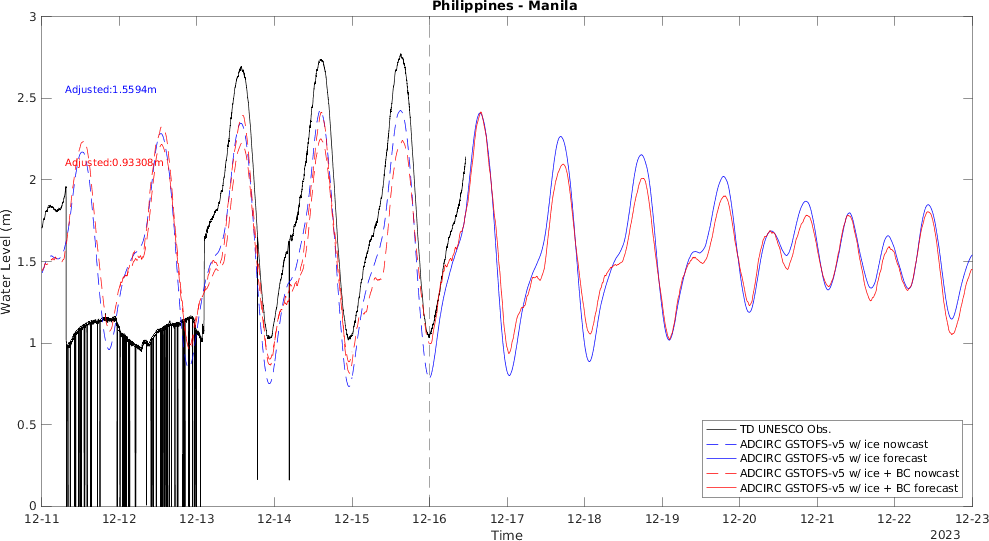 Philippines - Manila
3
2.5
2
1.5
1
0.5
0
Water Level (m)
Adjusted:1.5594m
Adjusted:0.93308m
TD UNESCO Obs.
ADCIRC GSTOFS-v5 w/ ice nowcast
ADCIRC GSTOFS-v5 w/ ice forecast
ADCIRC GSTOFS-v5 w/ ice + BC nowcast
ADCIRC GSTOFS-v5 w/ ice + BC forecast
12-11 12-12 12-13 12-14 12-15 12-16 12-17 12-18 12-19 12-20 12-21 12-22 12-23
Time
2023